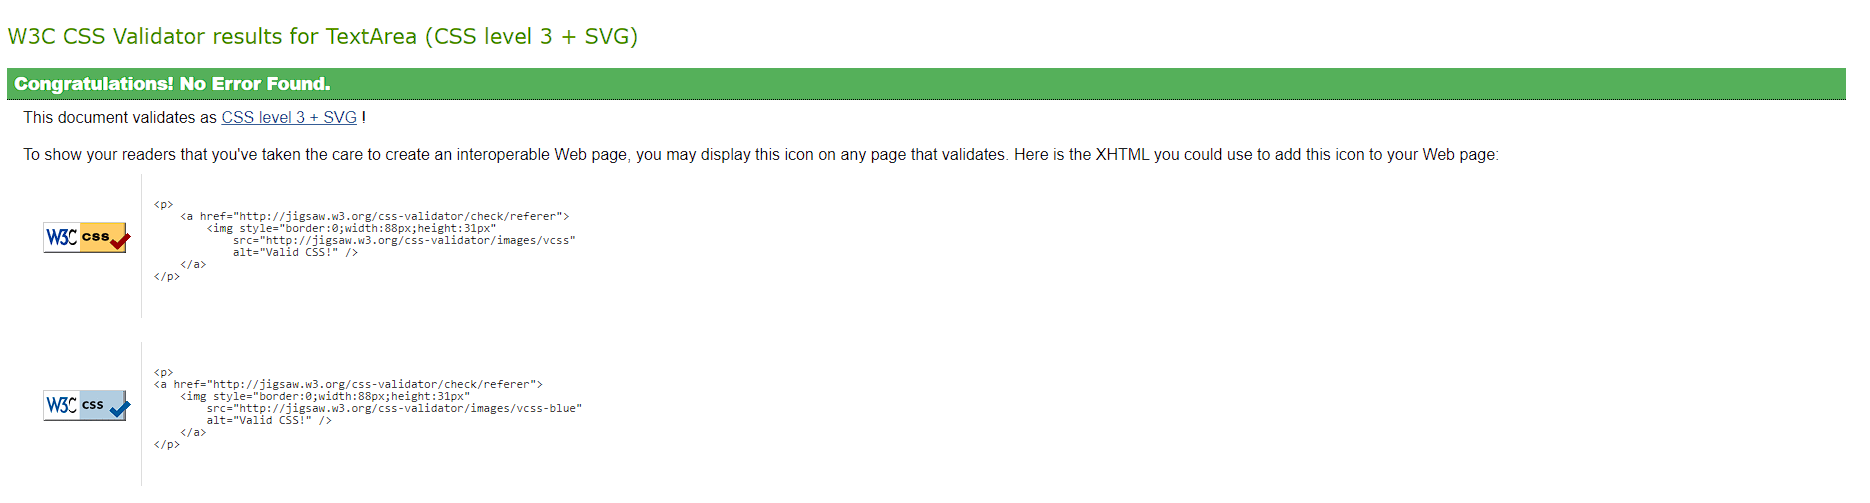 W3C CSS Validator results for TextArea (CSS level 3 + SVG)
Congratulations! No Error Found.
This document validates as CSS level 3 + SVG !
To show your readers that you've taken the care to create an interoperable Web page, you may display this icon on any page that validates. Here is the XHTML you could use to add this icon to your Web page:
W3C css
<p>
    <a href="http://jigsaw.w3.org/css-validator/check/referer">
        <img style="border:0;width:88px;height:31px"
            src="http://jigsaw.w3.org/css-validator/images/vcss"
            alt="Valid CSS!" />
    </a>
</p>
W3C css
<p>
<a href="http://jigsaw.w3.org/css-validator/check/referer">
    <img style="border:0;width:88px;height:31px"
        src="http://jigsaw.w3.org/css-validator/images/vcss-blue"
        alt="Valid CSS!" />
    </a>
</p>